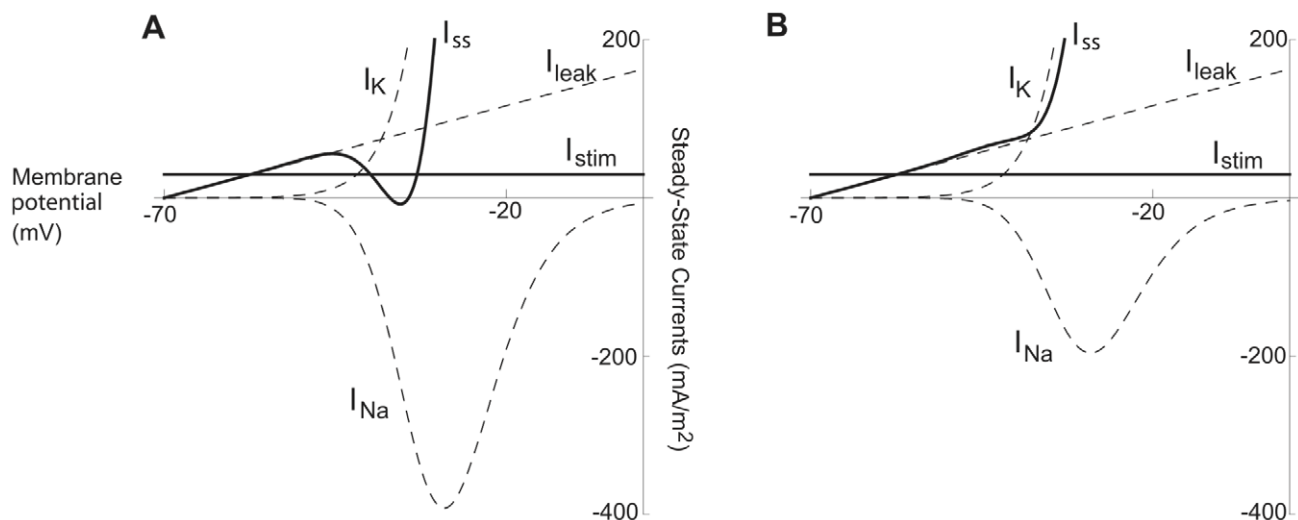 A
B
I_ss
200
I_ss
200
I_K
I_leak
I_K
I_leak
I_stim
I_stim
Membrane
potential
(mV)
-70
-20
-70
-20
Steady-State Currents (mA/m²)
I_Na
-200
I_Na
-200
-400
-400